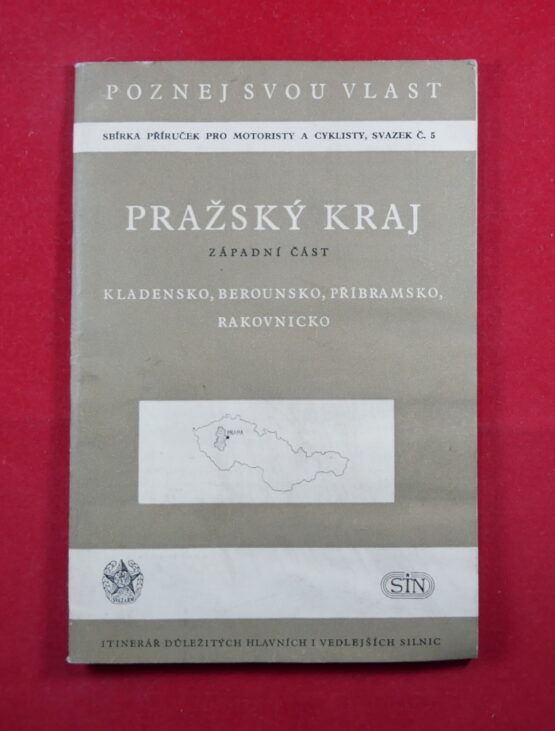 POZNEJ SVOU VLAST
SBÍRKA PŘÍRUČEK PRO MOTORISTY A CYKLISTY, SVAZEK Č. 5
PRAŽSKÝ KRAJ
ZÁPADNÍ ČÁST
KLADENSKO, BEROUNSKO, PŘÍBRAMSKO,
RAKOVNICKO
PRAHA
SVAZARM
SIN
ITINERÁŘ DŮLEŽITÝCH HLAVNÍCH I VEDLEJŠÍCH SILNIC